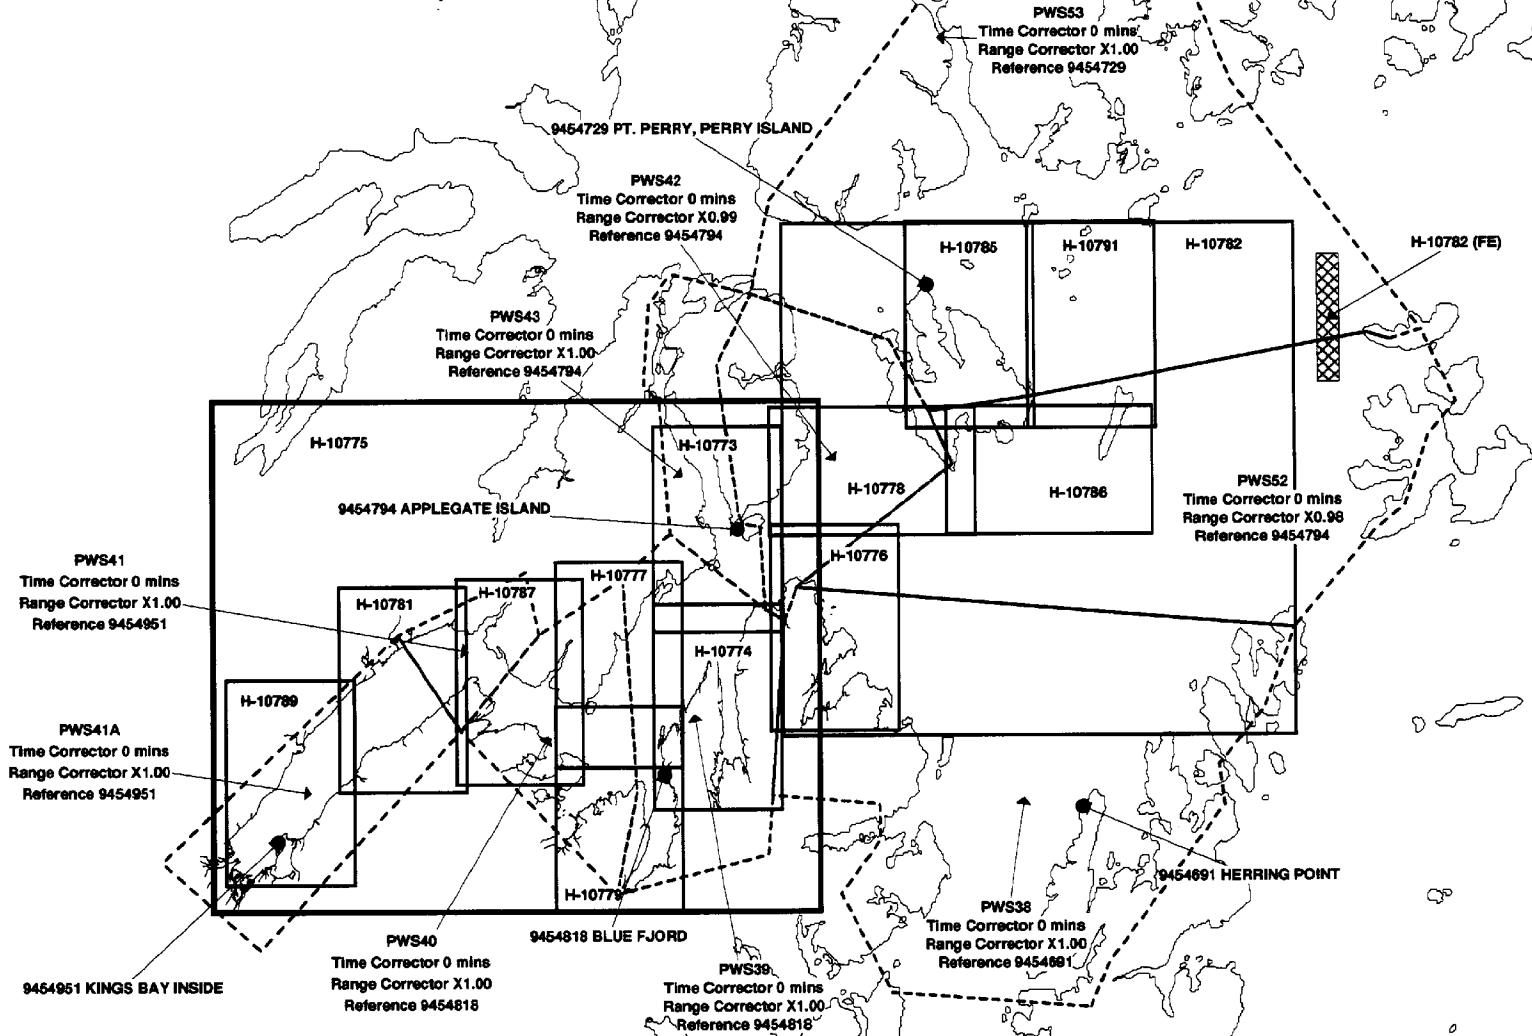 PWS53
Time Corrector 0 mins
Range Corrector X1.00
Reference 9454729
9454729 PT. PERRY, PERRY ISLAND
PWS42
Time Corrector 0 mins
Range Corrector X0.99
Reference 9454794
H-10785
H-10791
H-10782
H-10782 (FE)
PWS43
Time Corrector 0 mins
Range Corrector X1.00
Reference 9454794
H-10775
H-10773
H-10778
H-10786
PWS52
Time Corrector 0 mins
Range Corrector X0.98
Reference 9454794
9454794 APPLEGATE ISLAND
H-10776
PWS41
Time Corrector 0 mins
Range Corrector X1.00
Reference 9454951
H-10777
H-10787
H-10781
H-10774
H-10789
PWS41A
Time Corrector 0 mins
Range Corrector X1.00
Reference 9454951
9454691 HERRING POINT
H-10779
PWS38
Time Corrector 0 mins
Range Corrector X1.00
Reference 9454691
9454818 BLUE FJORD
PWS40
Time Corrector 0 mins
Range Corrector X1.00
Reference 9454818
PWS39
Time Corrector 0 mins
Range Corrector X1.00
Reference 9454818
9454951 KINGS BAY INSIDE